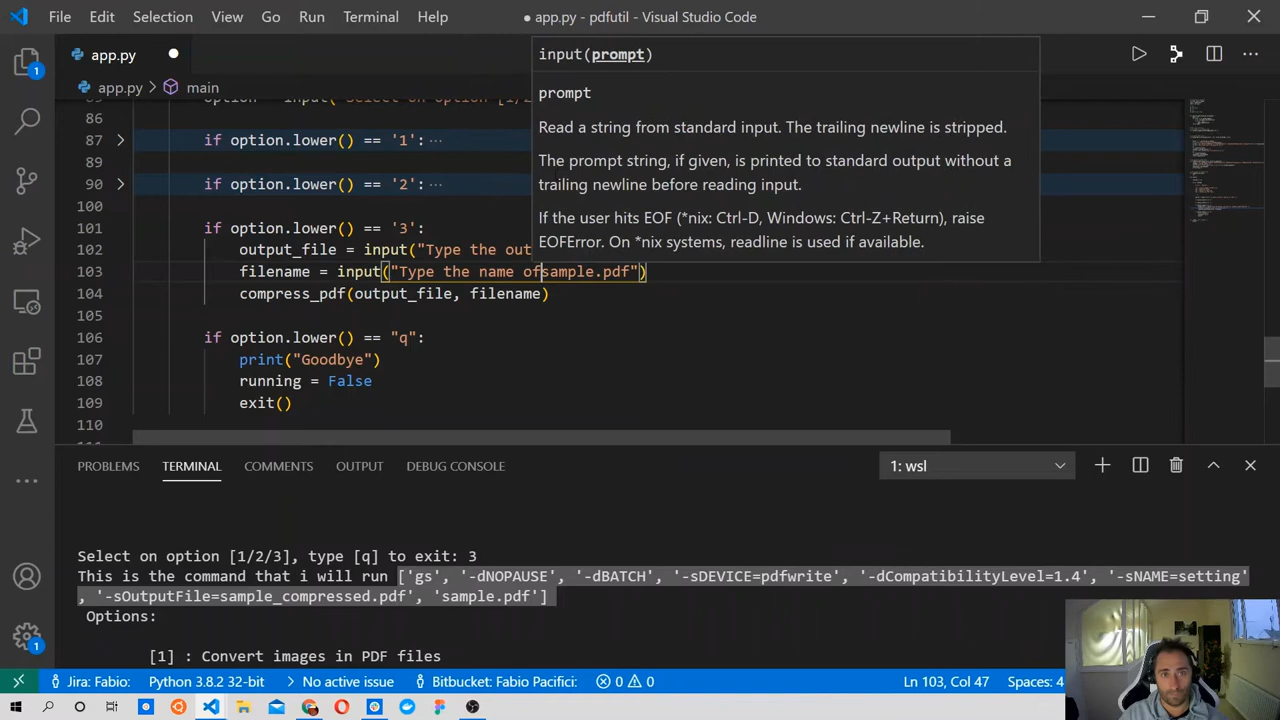 File Edit Selection View Go Run Terminal Help
● app.py - pdfutil - Visual Studio Code
app.py
app.py > main
input(prompt)
prompt
Read a string from standard input. The trailing newline is stripped.
The prompt string, if given, is printed to standard output without a
trailing newline before reading input.
If the user hits EOF (*nix: Ctrl-D, Windows: Ctrl-Z+Return), raise
EOFError. On *nix systems, readline is used if available.
86
87 if option.lower() == '1':
89
90 if option.lower() == '2':
100
101 if option.lower() == '3':
102 output_file = input("Type the out
103 filename = input("Type the name ofsample.pdf")
104 compress_pdf(output_file, filename)
105
106 if option.lower() == "q":
107 print("Goodbye")
108 running = False
109 exit()
110
PROBLEMS TERMINAL COMMENTS OUTPUT DEBUG CONSOLE
1: wsl
Select on option [1/2/3], type [q] to exit: 3
This is the command that i will run ['gs', '-dNOPAUSE', '-dBATCH', '-sDEVICE=pdfwrite', '-dCompatibilityLevel=1.4', '-sNAME=setting'
, '-sOutputFile=sample_compressed.pdf', 'sample.pdf']
Options:
[1] : Convert images in PDF files
Jira: Fabio: Python 3.8.2 32-bit No active issue Bitbucket: Fabio Pacifici: 0 0 Ln 103, Col 47 Spaces: 4